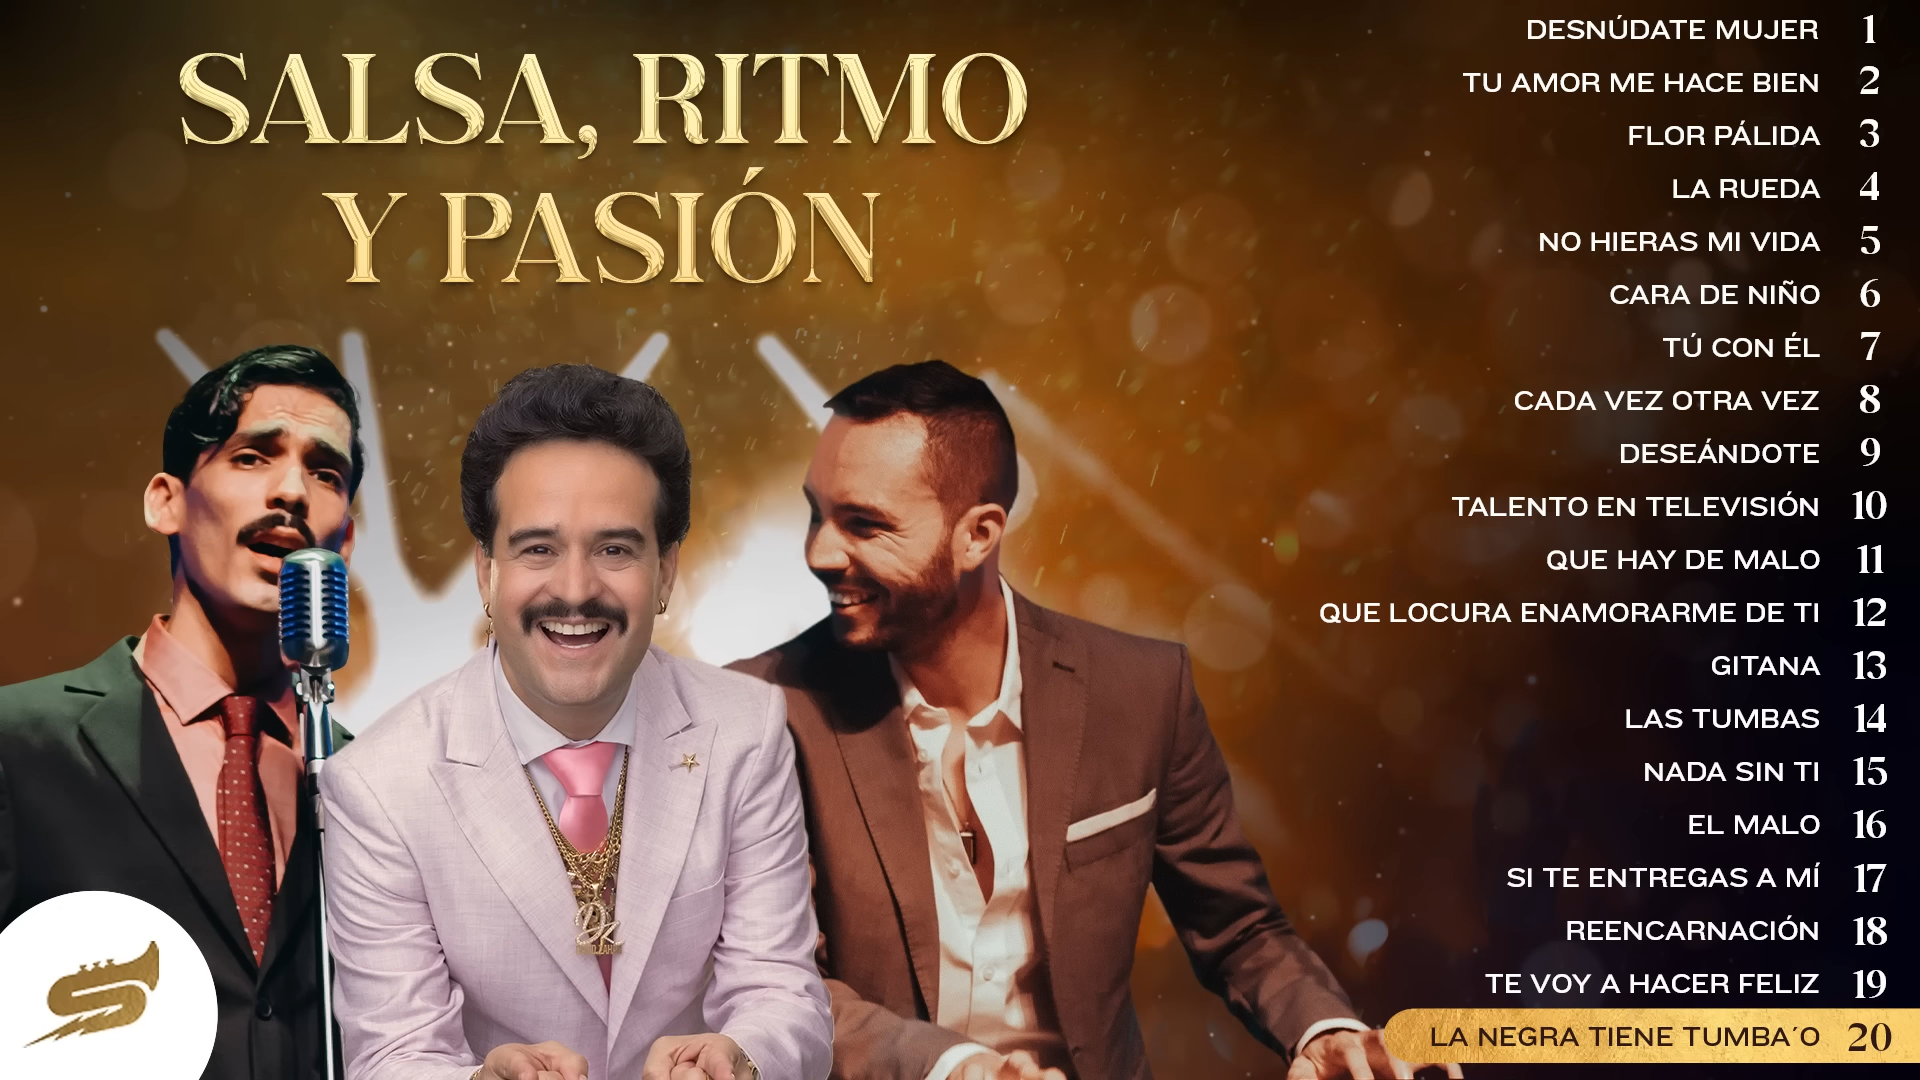 SALSA, RITMO
Y PASIÓN
DESNÚDATE MUJER 1
TU AMOR ME HACE BIEN 2
FLOR PÁLIDA 3
LA RUEDA 4
NO HIERAS MI VIDA 5
CARA DE NIÑO 6
TÚ CON ÉL 7
CADA VEZ OTRA VEZ 8
DESEÁNDOTE 9
TALENTO EN TELEVISIÓN 10
QUE HAY DE MALO 11
QUE LOCURA ENAMORARME DE TI 12
GITANA 13
LAS TUMBAS 14
NADA SIN TI 15
EL MALO 16
SI TE ENTREGAS A MÍ 17
REENCARNACIÓN 18
TE VOY A HACER FELIZ 19
LA NEGRA TIENE TUMBA´O 20